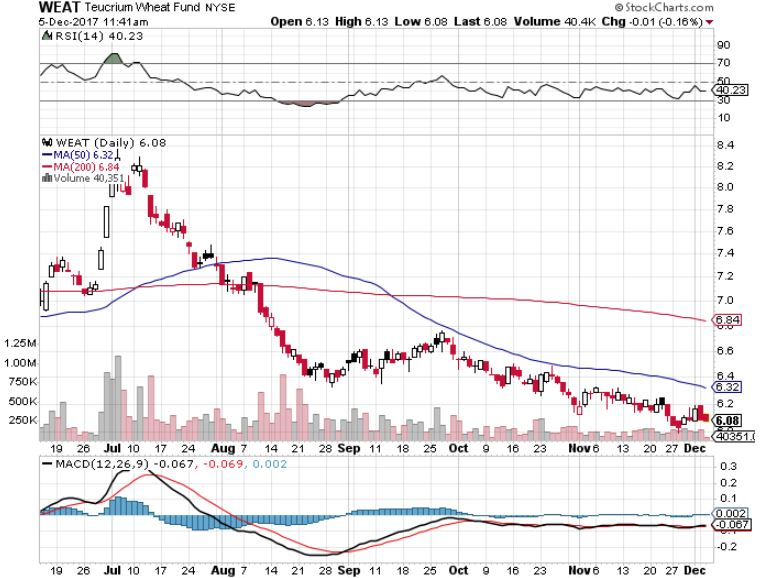 WEAT Teucrium Wheat Fund NYSE © StockCharts.com
5-Dec-2017 11:41am Open 6.13 High 6.13 Low 6.08 Last 6.08 Volume 40.4K Chg -0.01 (-0.16%)
RSI(14) 40.23
90
70
50
40.23
30
10
WEAT (Daily) 6.08
MA(50) 6.32
MA(200) 6.84
Volume 40,351
8.4
8.2
8.0
7.8
7.6
7.4
7.2
7.0
6.84
6.8
6.6
6.4
6.32
6.2
6.08
40351.0
1.25M
1.00M
750K
500K
250K
19 26 Jul 10 17 24 Aug 7 14 21 28 Sep 11 18 25 Oct 9 16 23 Nov 6 13 20 27 Dec
MACD(12,26,9) -0.067, -0.069, 0.002
0.3
0.2
0.1
0.002
-0.067
-0.2
19 26 Jul 10 17 24 Aug 7 14 21 28 Sep 11 18 25 Oct 9 16 23 Nov 6 13 20 27 Dec